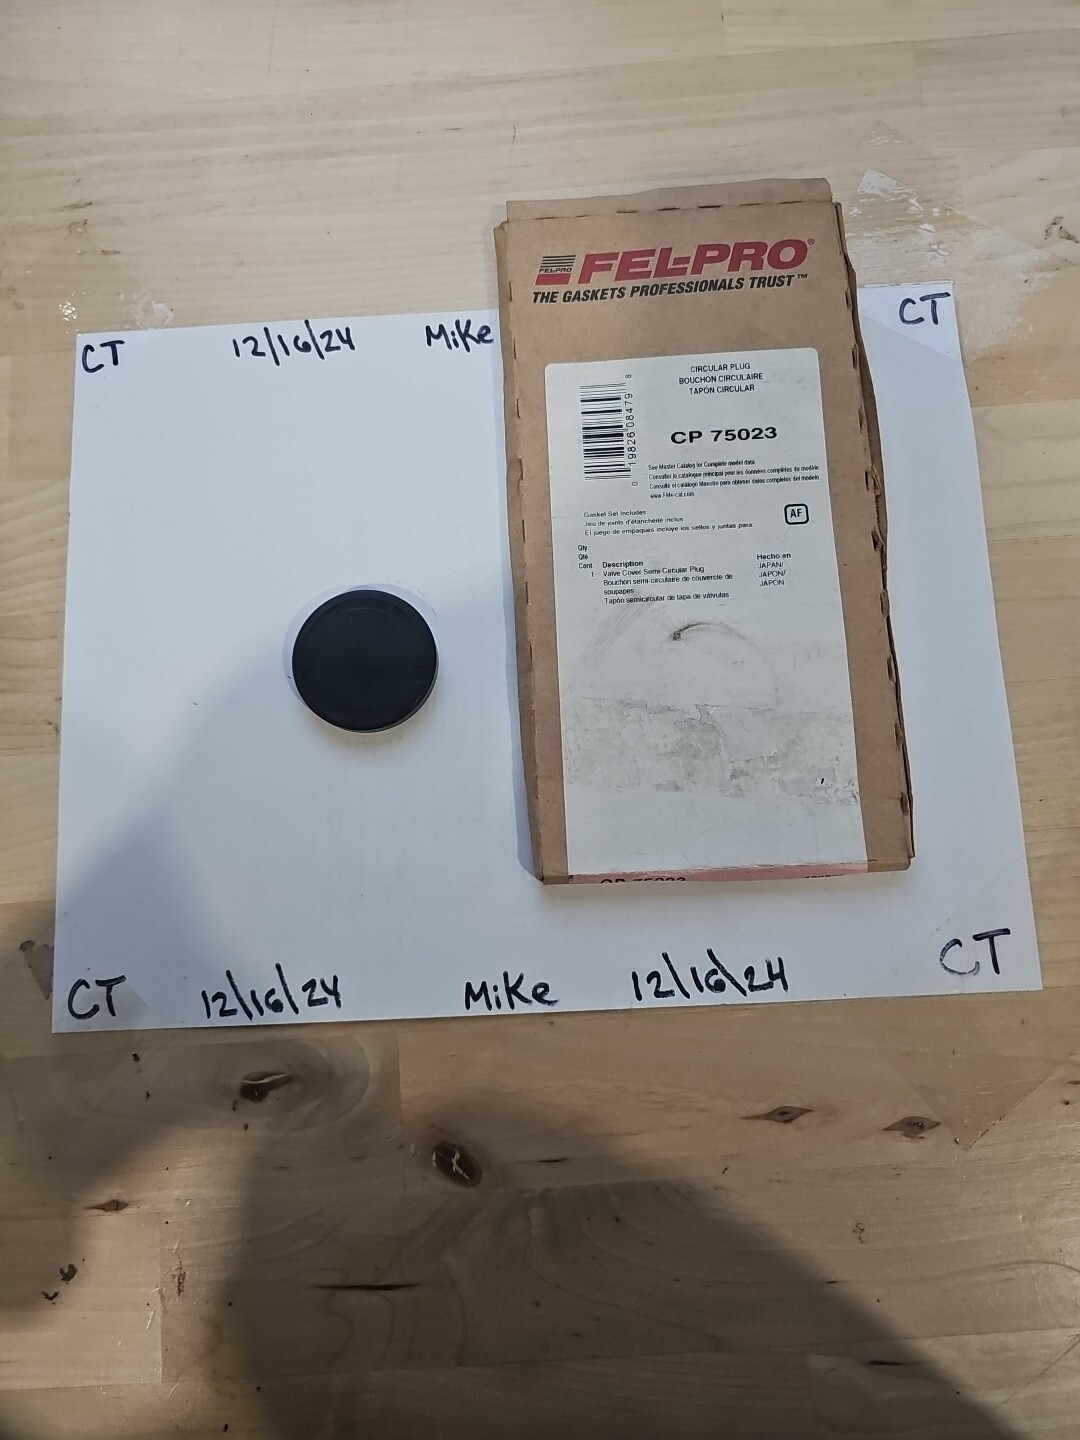 CT
12/16/24
Mike
CT
FEL-PRO
FEL-PRO®
THE GASKETS PROFESSIONALS TRUST™
CIRCULAR PLUG
BOUCHON CIRCULAIRE
TAPÓN CIRCULAR
0 19826 08479 8
CP 75023
See Master Catalog for Complete model data.
Consulter le catalogue principal pour les données complètes du modèle
Consulte el catálogo Maestro para obtener datos completos del modelo
www.FMe-cat.com
Gasket Set Includes
Jeu de joints d'étanchéité inclus
El juego de empaques incluye los sellos y juntas para
AF
Qty.
Qté
Cont. Description Hecho en
1 Valve Cover Semi-Circular Plug JAPAN/
Bouchon semi-circulaire de couvercle de JAPON/
soupapes JAPON
Tapón semicircular de tapa de válvulas
CP 75023
CT
12/16/24
Mike
12/16/24
CT